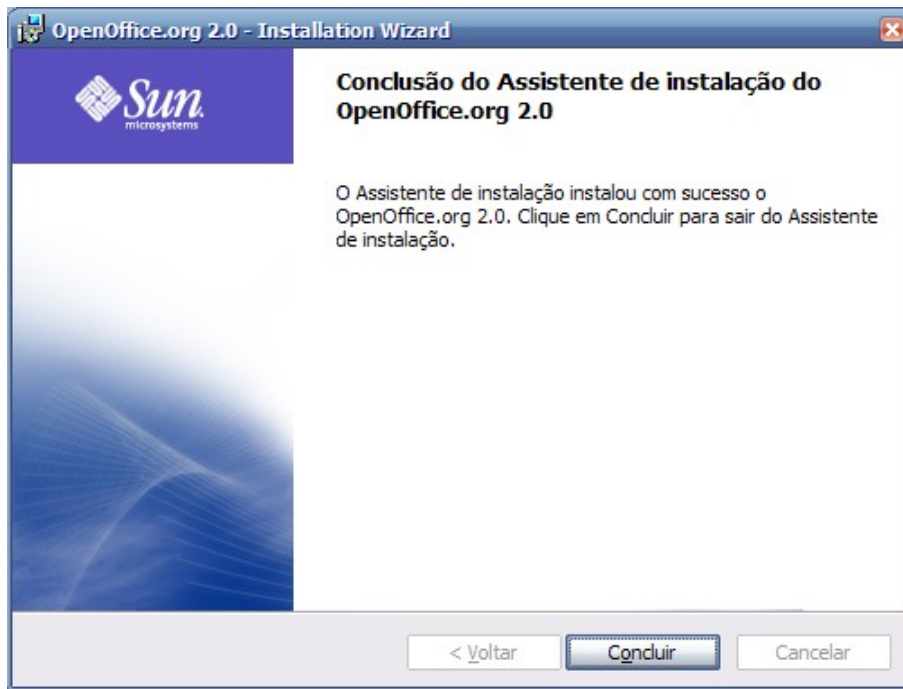 OpenOffice.org 2.0 - Installation Wizard
Sun
microsystems
Conclusão do Assistente de instalação do
OpenOffice.org 2.0
O Assistente de instalação instalou com sucesso o
OpenOffice.org 2.0. Clique em Concluir para sair do Assistente
de instalação.
< Voltar
Concluir
Cancelar